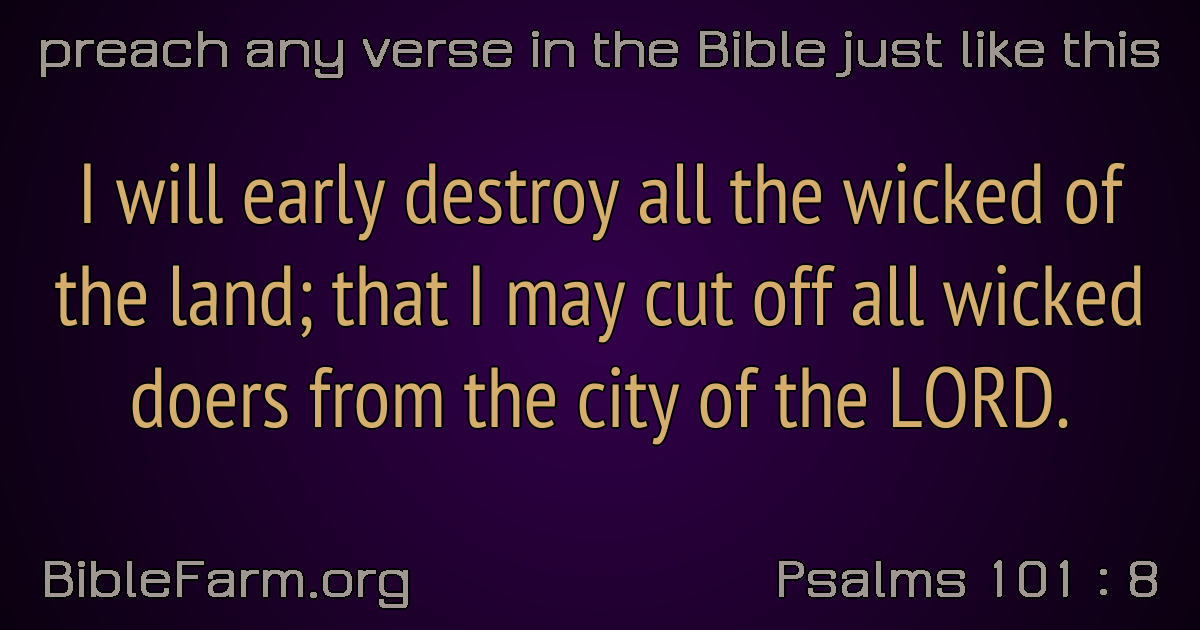 preach any verse in the Bible just like this
I will early destroy all the wicked of
the land; that I may cut off all wicked
doers from the city of the LORD.
BibleFarm.org
Psalms 101 : 8